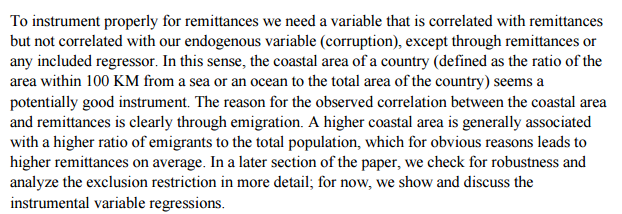 To instrument properly for remittances we need a variable that is correlated with remittances
but not correlated with our endogenous variable (corruption), except through remittances or
any included regressor. In this sense, the coastal area of a country (defined as the ratio of the
area within 100 KM from a sea or an ocean to the total area of the country) seems a
potentially good instrument. The reason for the observed correlation between the coastal area
and remittances is clearly through emigration. A higher coastal area is generally associated
with a higher ratio of emigrants to the total population, which for obvious reasons leads to
higher remittances on average. In a later section of the paper, we check for robustness and
analyze the exclusion restriction in more detail; for now, we show and discuss the
instrumental variable regressions.